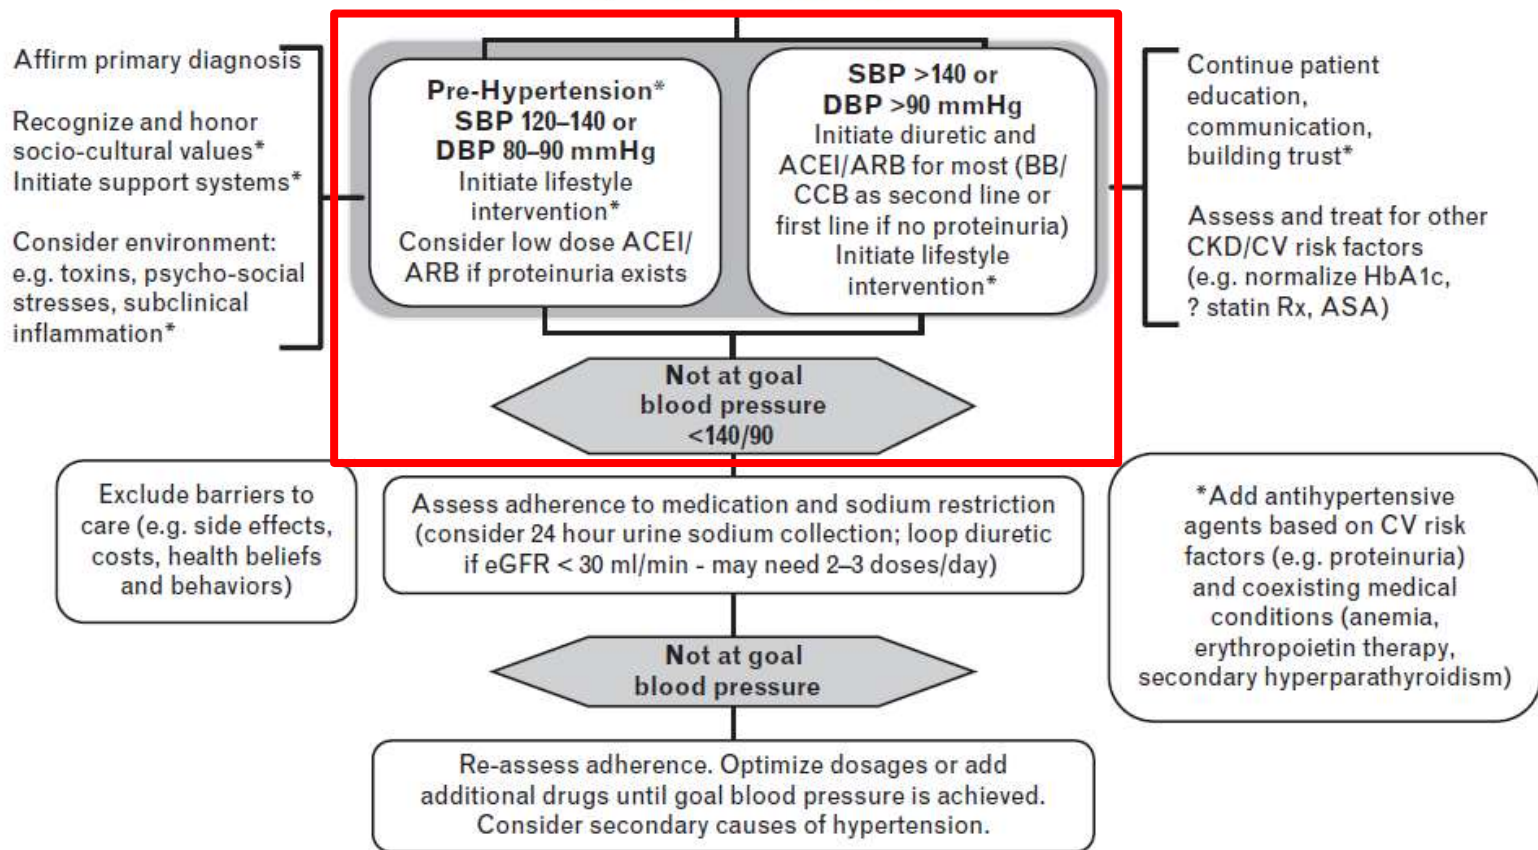 Affirm primary diagnosis
Recognize and honor
socio-cultural values*
Initiate support systems*
Consider environment:
e.g. toxins, psycho-social
stresses, subclinical
inflammation*
Pre-Hypertension*
SBP 120–140 or
DBP 80–90 mmHg
Initiate lifestyle
intervention*
Consider low dose ACEI/
ARB if proteinuria exists
SBP >140 or
DBP >90 mmHg
Initiate diuretic and
ACEI/ARB for most (BB/
CCB as second line or
first line if no proteinuria)
Initiate lifestyle
intervention*
Continue patient
education,
communication,
building trust*
Assess and treat for other
CKD/CV risk factors
(e.g. normalize HbA1c,
? statin Rx, ASA)
Not at goal
blood pressure
<140/90
Exclude barriers to
care (e.g. side effects,
costs, health beliefs
and behaviors)
Assess adherence to medication and sodium restriction
(consider 24 hour urine sodium collection; loop diuretic
if eGFR < 30 ml/min - may need 2–3 doses/day)
*Add antihypertensive
agents based on CV risk
factors (e.g. proteinuria)
and coexisting medical
conditions (anemia,
erythropoietin therapy,
secondary hyperparathyroidism)
Not at goal
blood pressure
Re-assess adherence. Optimize dosages or add
additional drugs until goal blood pressure is achieved.
Consider secondary causes of hypertension.